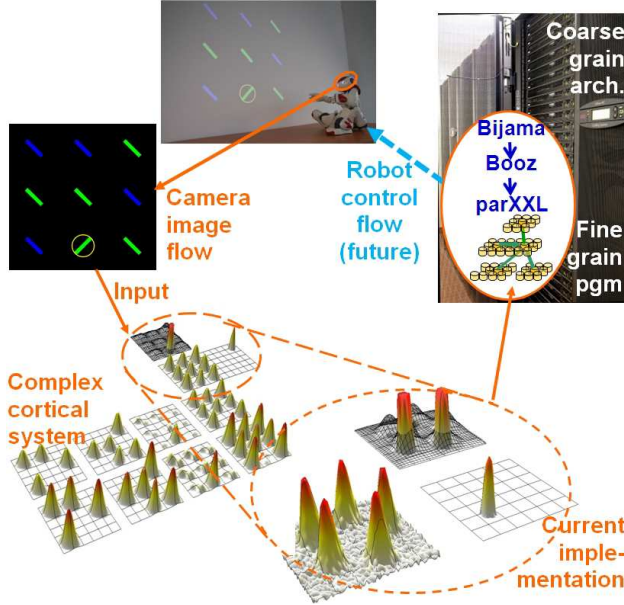 Coarse
grain
arch.
Bijama
Booz
parXXL
Fine
grain
pgm
Robot
control
flow
(future)
Camera
image
flow
Input
Complex
cortical
system
Current
imple-
mentation